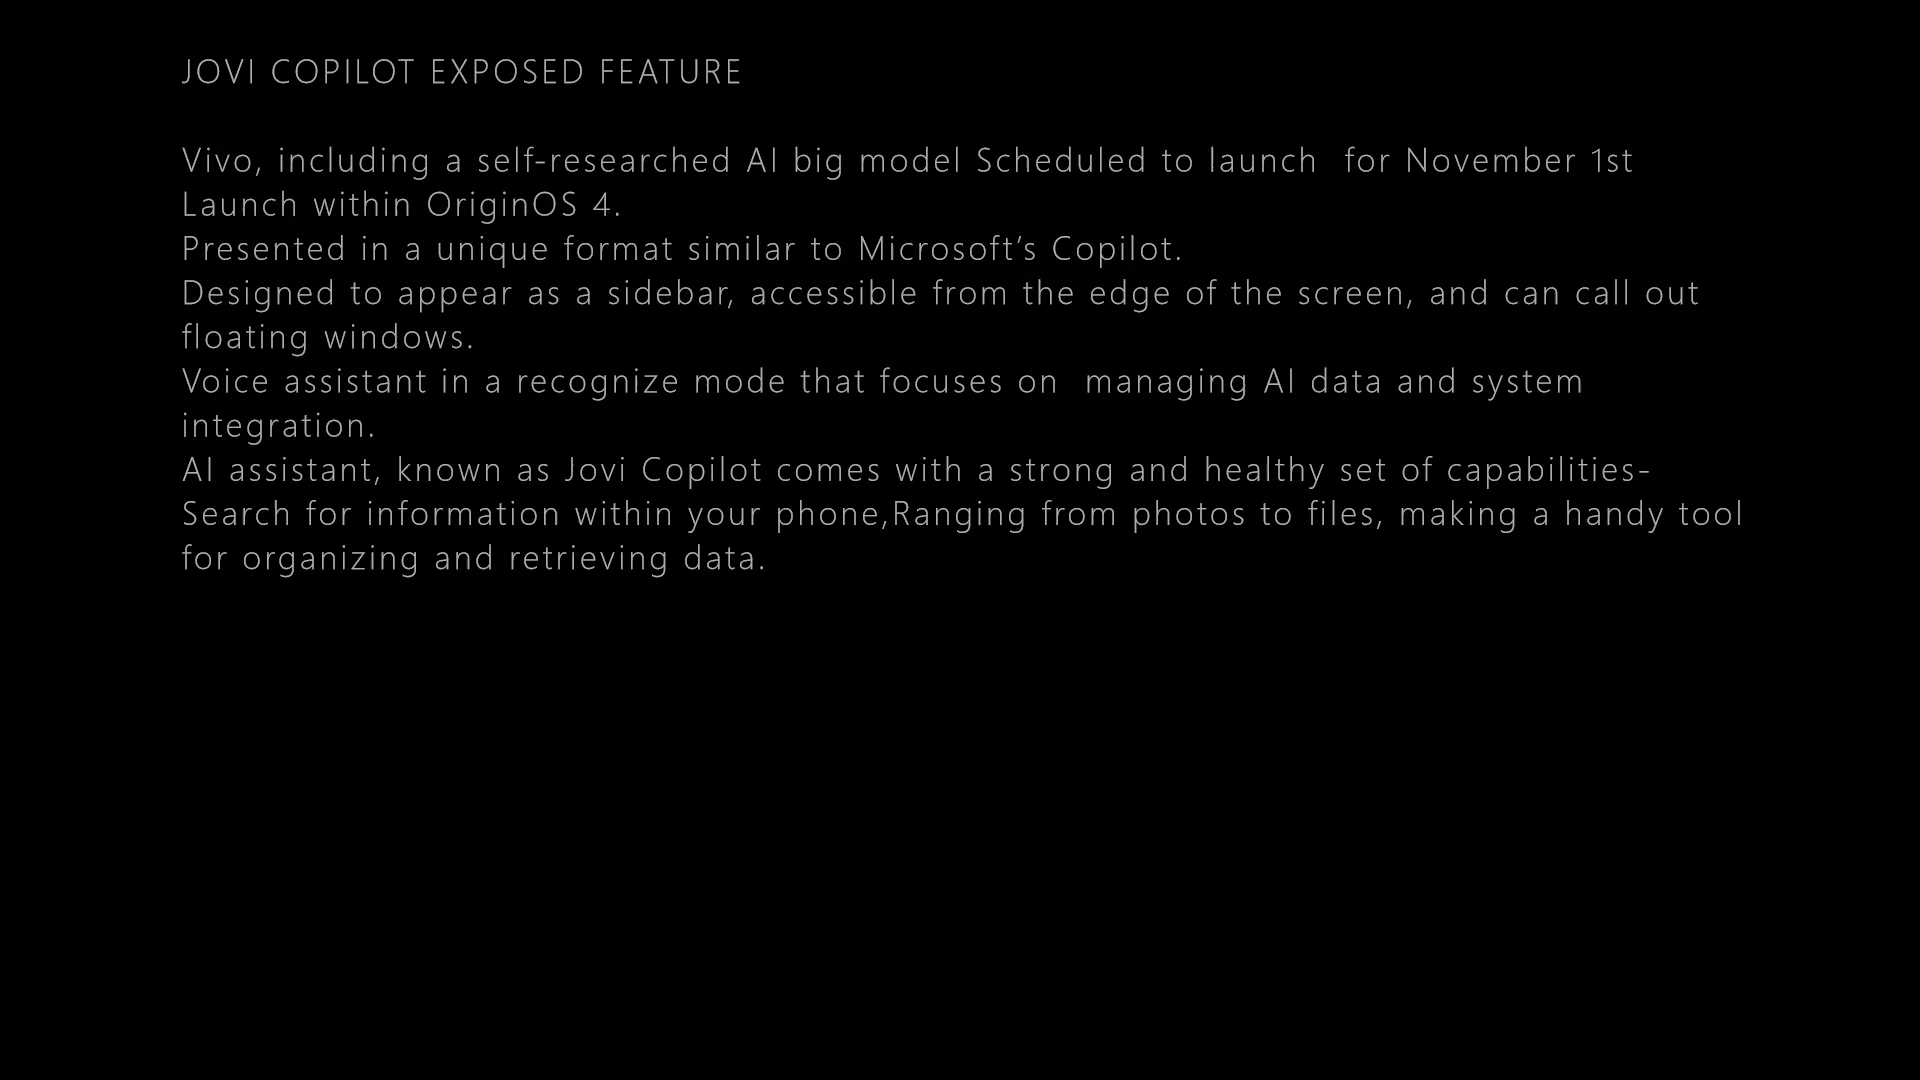 JOVI COPILOT EXPOSED FEATURE
Vivo, including a self-researched AI big model Scheduled to launch  for November 1st
Launch within OriginOS 4.
Presented in a unique format similar to Microsoft’s Copilot.
Designed to appear as a sidebar, accessible from the edge of the screen, and can call out
floating windows.
Voice assistant in a recognize mode that focuses on  managing AI data and system
integration.
AI assistant, known as Jovi Copilot comes with a strong and healthy set of capabilities-
Search for information within your phone,Ranging from photos to files, making a handy tool
for organizing and retrieving data.